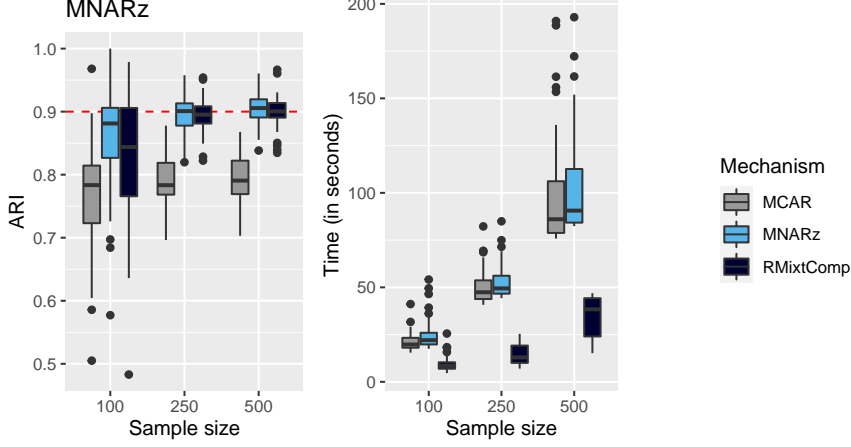 MNARz
ARI
1.0
0.9
0.8
0.7
0.6
0.5
100
250
500
Sample size
Time (in seconds)
200
150
100
50
0
100
250
500
Sample size
Mechanism
MCAR
MNARz
RMixtComp